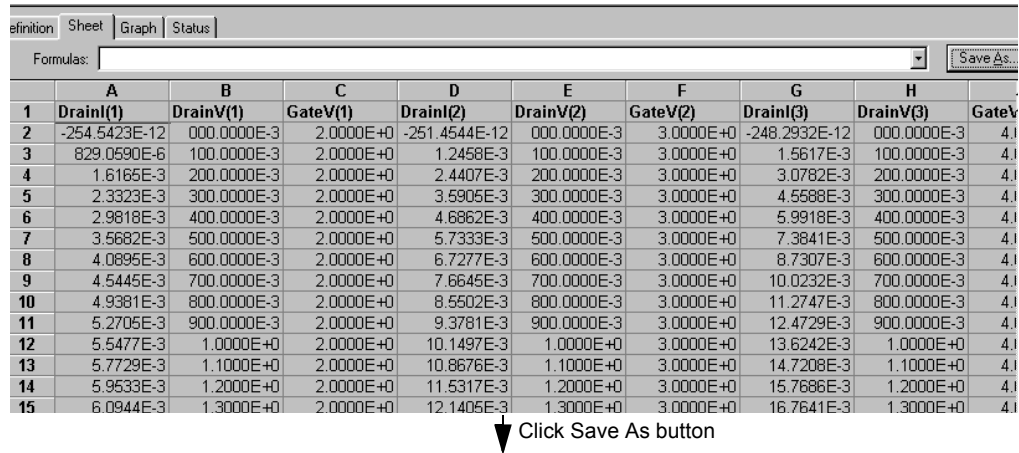 efinition Sheet Graph Status
Formulas: Save As...
A B C D E F G H
1 DrainI(1) DrainV(1) GateV(1) DrainI(2) DrainV(2) GateV(2) DrainI(3) DrainV(3) GateV
2 -254.5423E-12 000.0000E-3 2.0000E+0 -251.4544E-12 000.0000E-3 3.0000E+0 -248.2932E-12 000.0000E-3 4.
3 829.0590E-6 100.0000E-3 2.0000E+0 1.2458E-3 100.0000E-3 3.0000E+0 1.5617E-3 100.0000E-3 4.
4 1.6165E-3 200.0000E-3 2.0000E+0 2.4407E-3 200.0000E-3 3.0000E+0 3.0782E-3 200.0000E-3 4.
5 2.3323E-3 300.0000E-3 2.0000E+0 3.5905E-3 300.0000E-3 3.0000E+0 4.5588E-3 300.0000E-3 4.
6 2.9818E-3 400.0000E-3 2.0000E+0 4.6862E-3 400.0000E-3 3.0000E+0 5.9918E-3 400.0000E-3 4.
7 3.5682E-3 500.0000E-3 2.0000E+0 5.7333E-3 500.0000E-3 3.0000E+0 7.3841E-3 500.0000E-3 4.
8 4.0895E-3 600.0000E-3 2.0000E+0 6.7277E-3 600.0000E-3 3.0000E+0 8.7307E-3 600.0000E-3 4.
9 4.5445E-3 700.0000E-3 2.0000E+0 7.6645E-3 700.0000E-3 3.0000E+0 10.0232E-3 700.0000E-3 4.
10 4.9381E-3 800.0000E-3 2.0000E+0 8.5502E-3 800.0000E-3 3.0000E+0 11.2747E-3 800.0000E-3 4.
11 5.2705E-3 900.0000E-3 2.0000E+0 9.3781E-3 900.0000E-3 3.0000E+0 12.4729E-3 900.0000E-3 4.
12 5.5477E-3 1.0000E+0 2.0000E+0 10.1497E-3 1.0000E+0 3.0000E+0 13.6242E-3 1.0000E+0 4.
13 5.7729E-3 1.1000E+0 2.0000E+0 10.8676E-3 1.1000E+0 3.0000E+0 14.7208E-3 1.1000E+0 4.
14 5.9533E-3 1.2000E+0 2.0000E+0 11.5317E-3 1.2000E+0 3.0000E+0 15.7686E-3 1.2000E+0 4.
15 6.0944E-3 1.3000E+0 2.0000E+0 12.1405E-3 1.3000E+0 3.0000E+0 16.7641E-3 1.3000E+0 4.
Click Save As button